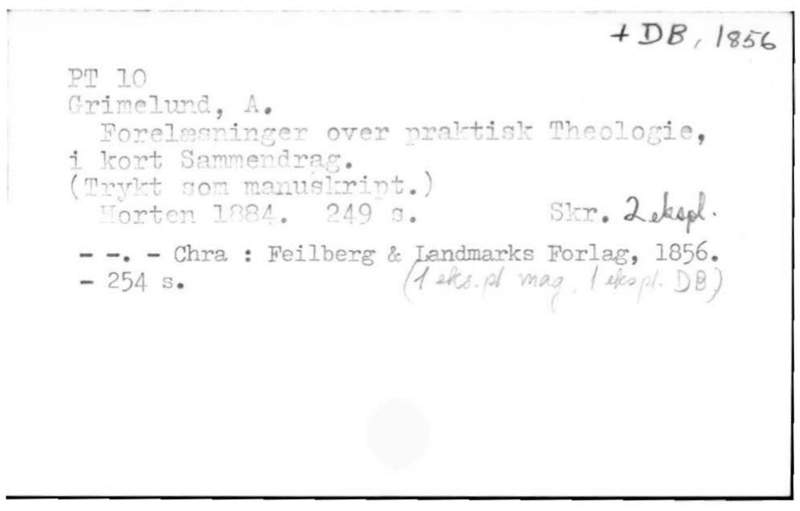 + DB, 1856
PT 10
Grimelund, A.
Forelæsninger over praktisk Theologie,
i kort Sammendrag.
(Trykt som manuskript.)
Horten 1884. 249 s. Skr. 2 ekspl.
- -. - Chra : Feilberg & Landmarks Forlag, 1856.
- 254 s. (1 eks.pl mag, 1 ekspl. DB)